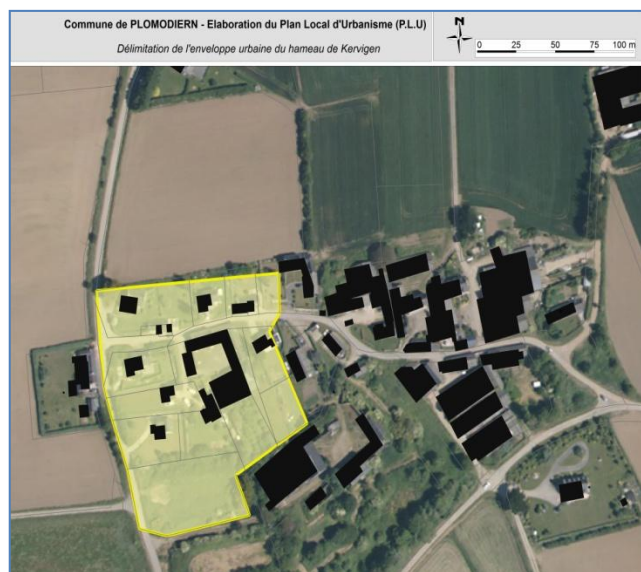 Commune de PLOMODIERN - Elaboration du Plan Local d'Urbanisme (P.L.U)
Délimitation de l'enveloppe urbaine du hameau de Kervigen
N
0 25 50 75 100 m